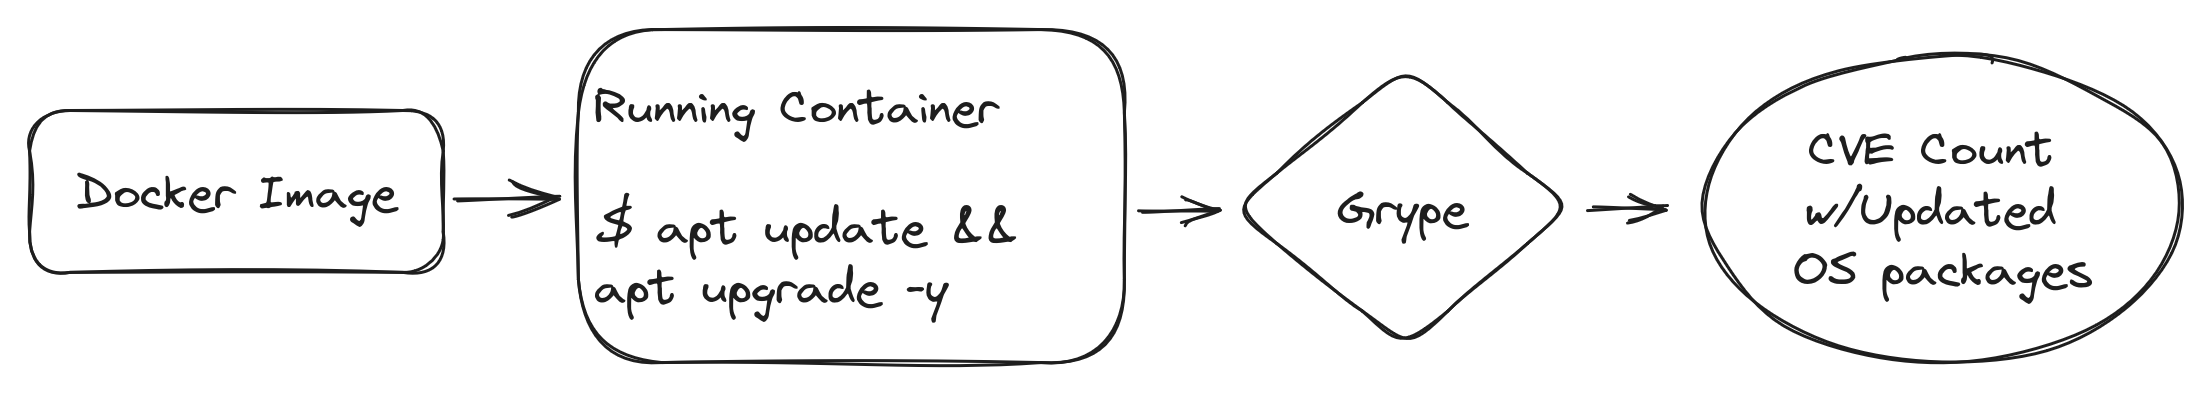 Docker Image
Running Container
$ apt update &&
apt upgrade -y
Grype
CVE Count
w/Updated
OS packages